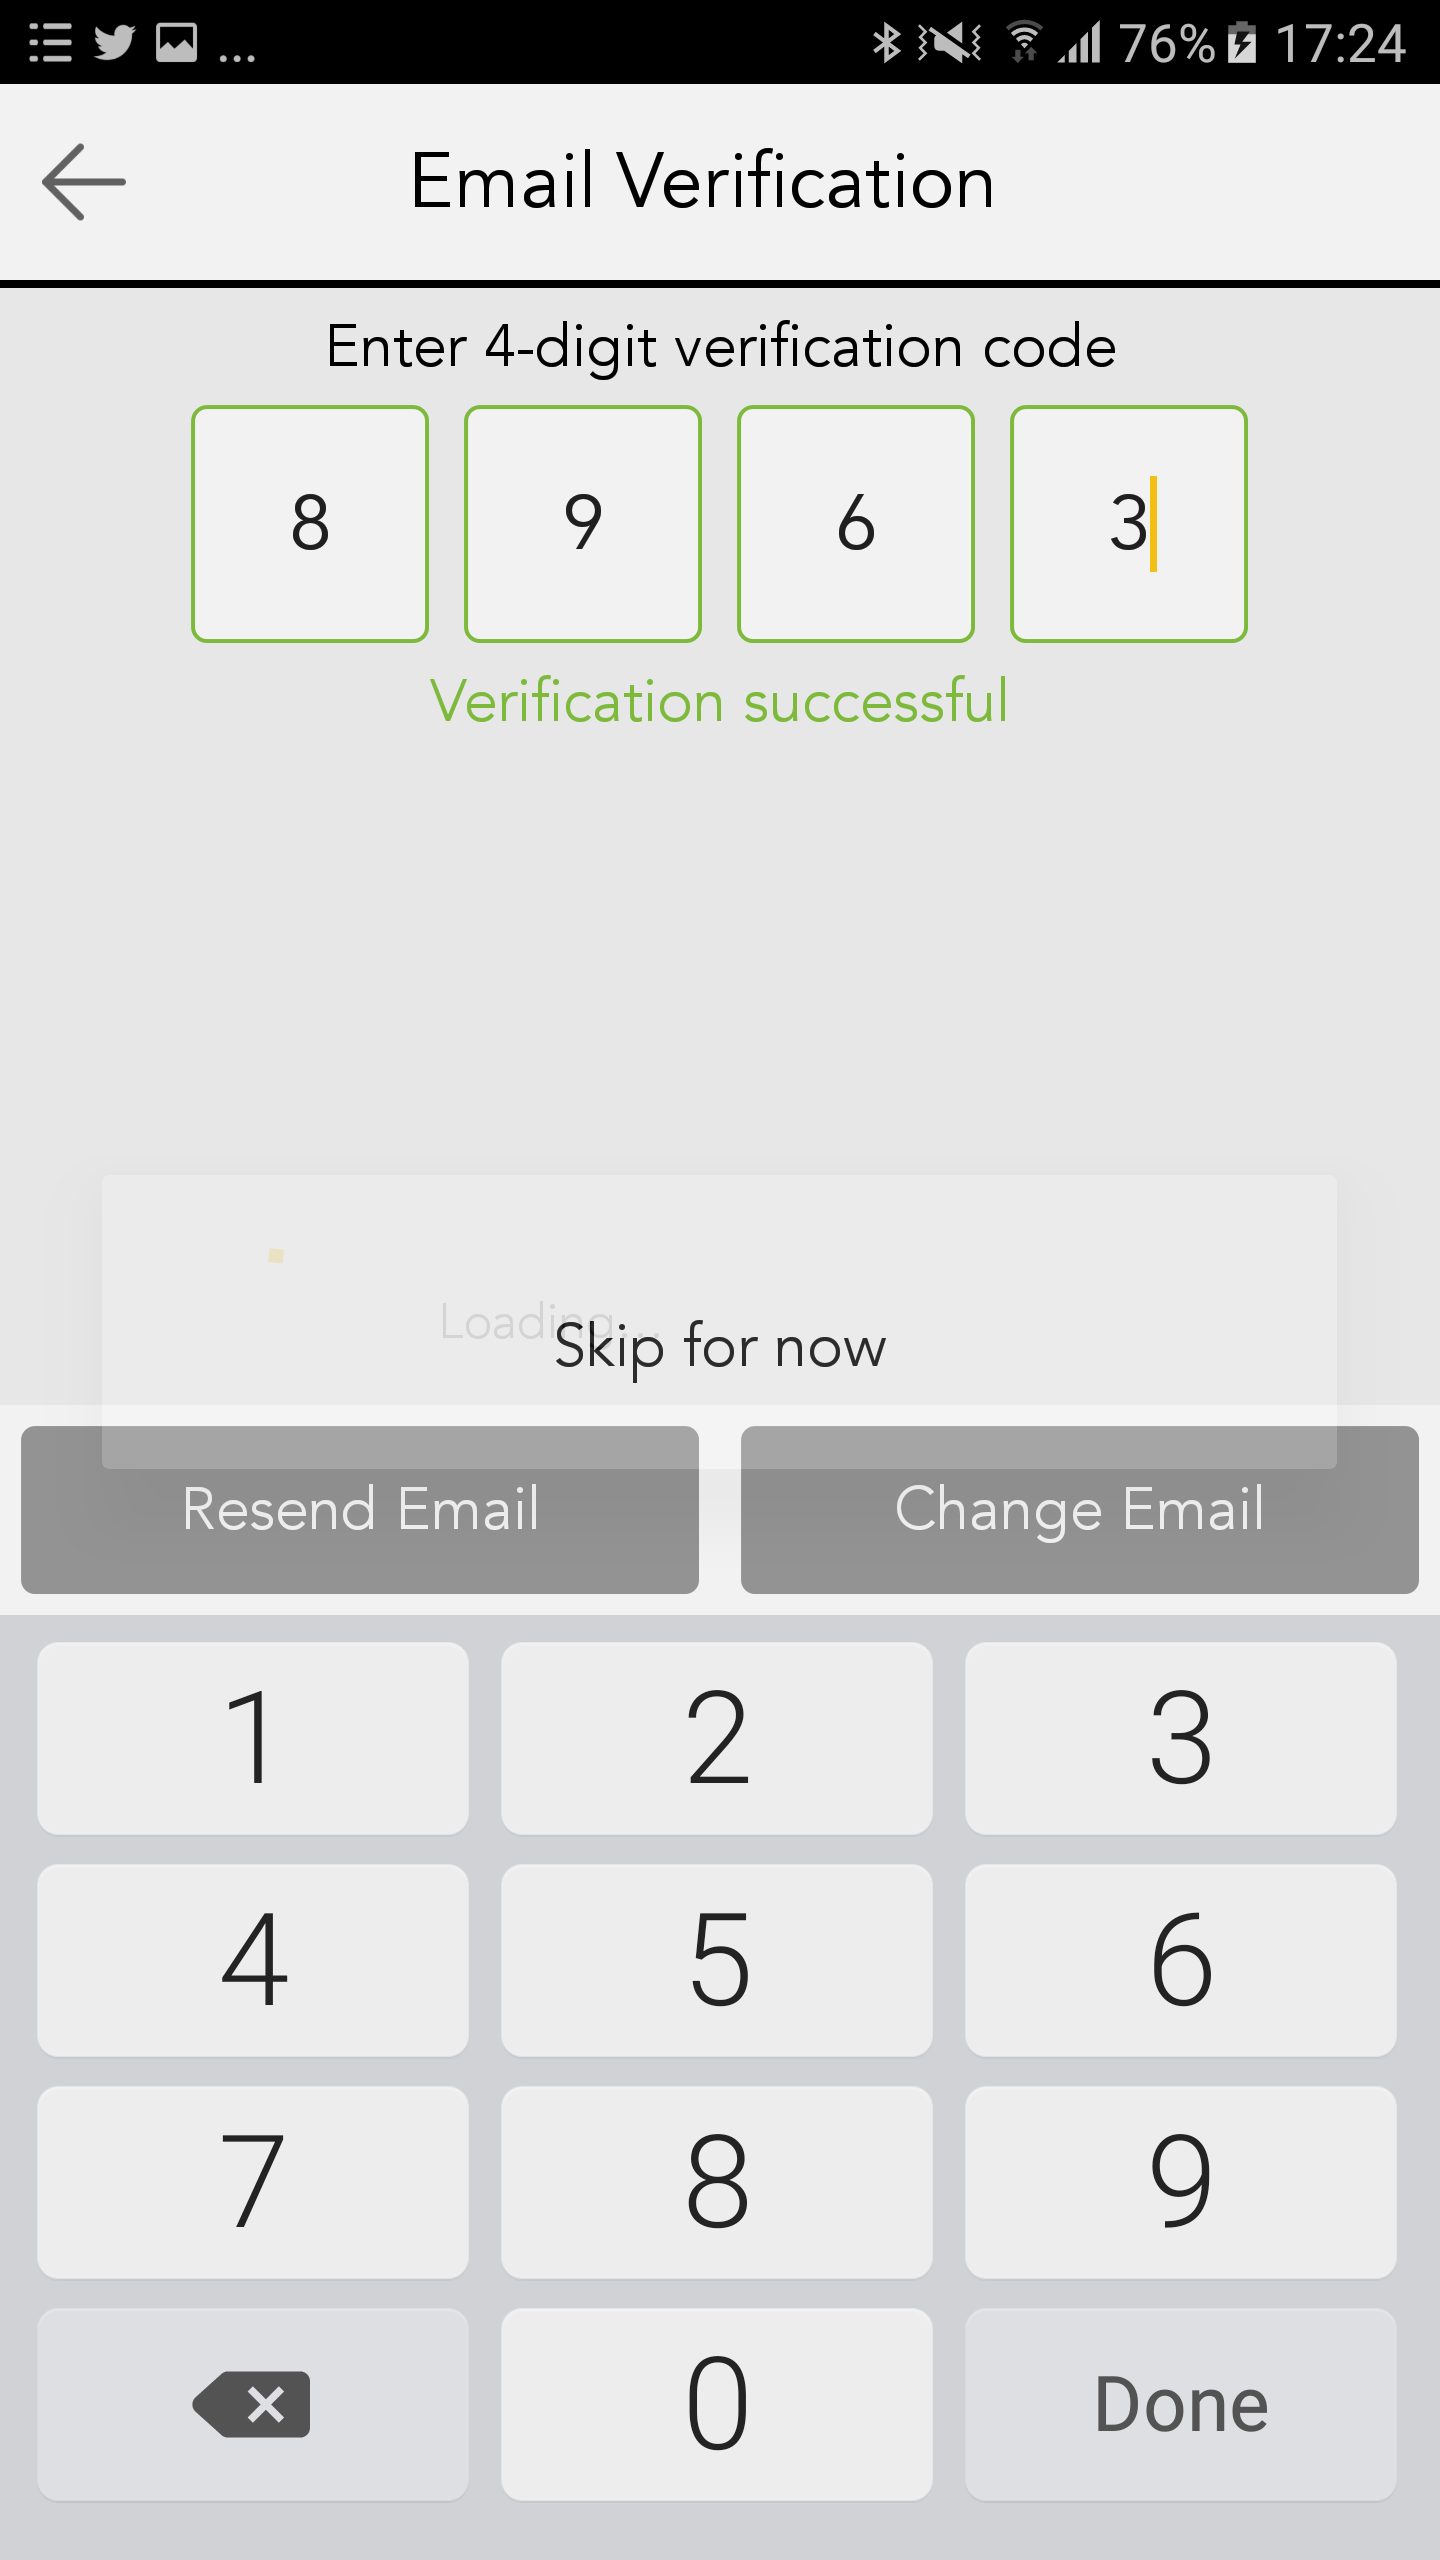 ... 76% 17:24
Email Verification
Enter 4-digit verification code
8 9 6 3
Verification successful
Loading...
Skip for now
Resend Email Change Email
1 2 3
4 5 6
7 8 9
0 Done